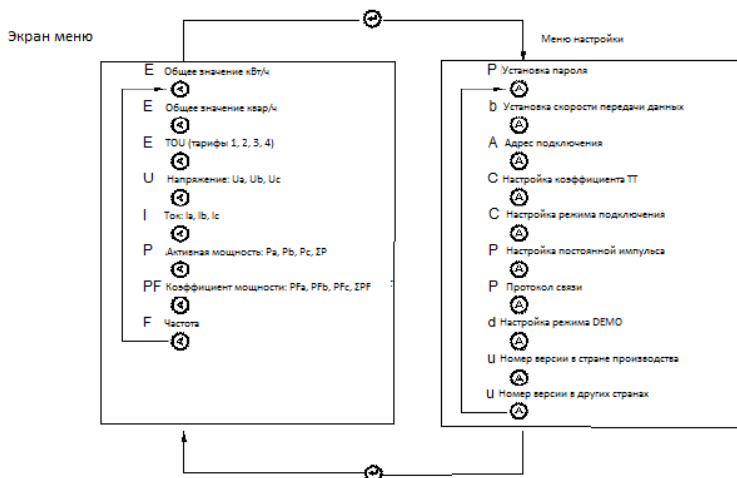 Экран меню
Меню настройки
E Общее значение кВт/ч
E Общее значение квар/ч
E TOU (тарифы 1, 2, 3, 4)
U Напряжение: Ua, Ub, Uc
I Ток: Ia, Ib, Ic
P Активная мощность: Pa, Pb, Pc, ΣP
PF Коэффициент мощности: PFa, PFb, PFc, ΣPF
F Частота
P Установка пароля
b Установка скорости передачи данных
A Адрес подключения
C Настройка коэффициента ТТ
C Настройка режима подключения
P Настройка постоянной импульса
P Протокол связи
d Настройка режима DEMO
u Номер версии в стране производства
u Номер версии в других странах